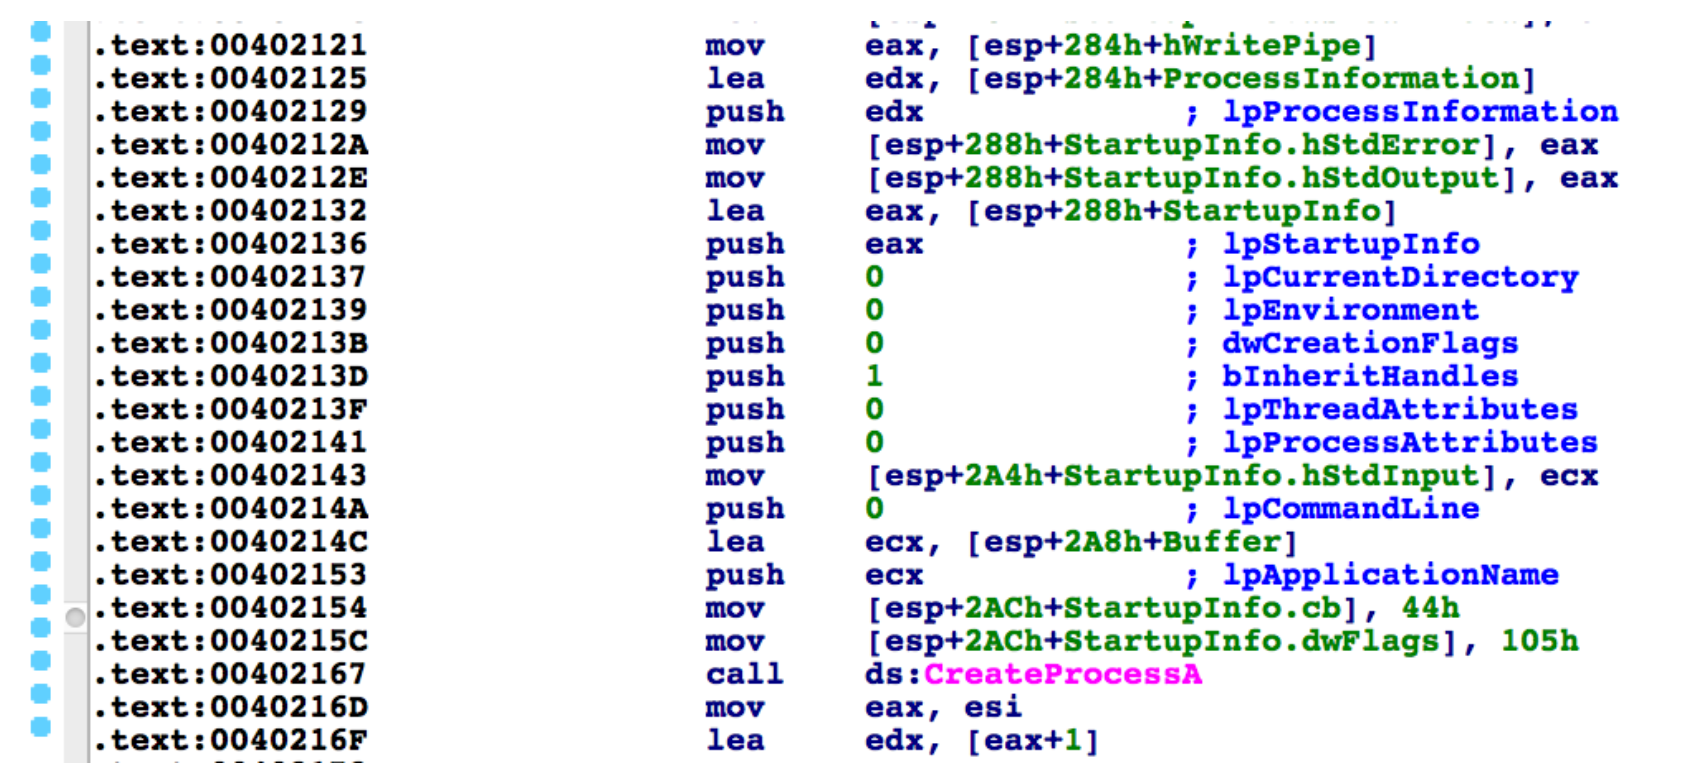 .text:00402121 mov eax, [esp+284h+hWritePipe]
.text:00402125 lea edx, [esp+284h+ProcessInformation]
.text:00402129 push edx ; lpProcessInformation
.text:0040212A mov [esp+288h+StartupInfo.hStdError], eax
.text:0040212E mov [esp+288h+StartupInfo.hStdOutput], eax
.text:00402132 lea eax, [esp+288h+StartupInfo]
.text:00402136 push eax ; lpStartupInfo
.text:00402137 push 0 ; lpCurrentDirectory
.text:00402139 push 0 ; lpEnvironment
.text:0040213B push 0 ; dwCreationFlags
.text:0040213D push 1 ; bInheritHandles
.text:0040213F push 0 ; lpThreadAttributes
.text:00402141 push 0 ; lpProcessAttributes
.text:00402143 mov [esp+2A4h+StartupInfo.hStdInput], ecx
.text:0040214A push 0 ; lpCommandLine
.text:0040214C lea ecx, [esp+2A8h+Buffer]
.text:00402153 push ecx ; lpApplicationName
.text:00402154 mov [esp+2ACh+StartupInfo.cb], 44h
.text:0040215C mov [esp+2ACh+StartupInfo.dwFlags], 105h
.text:00402167 call ds:CreateProcessA
.text:0040216D mov eax, esi
.text:0040216F lea edx, [eax+1]